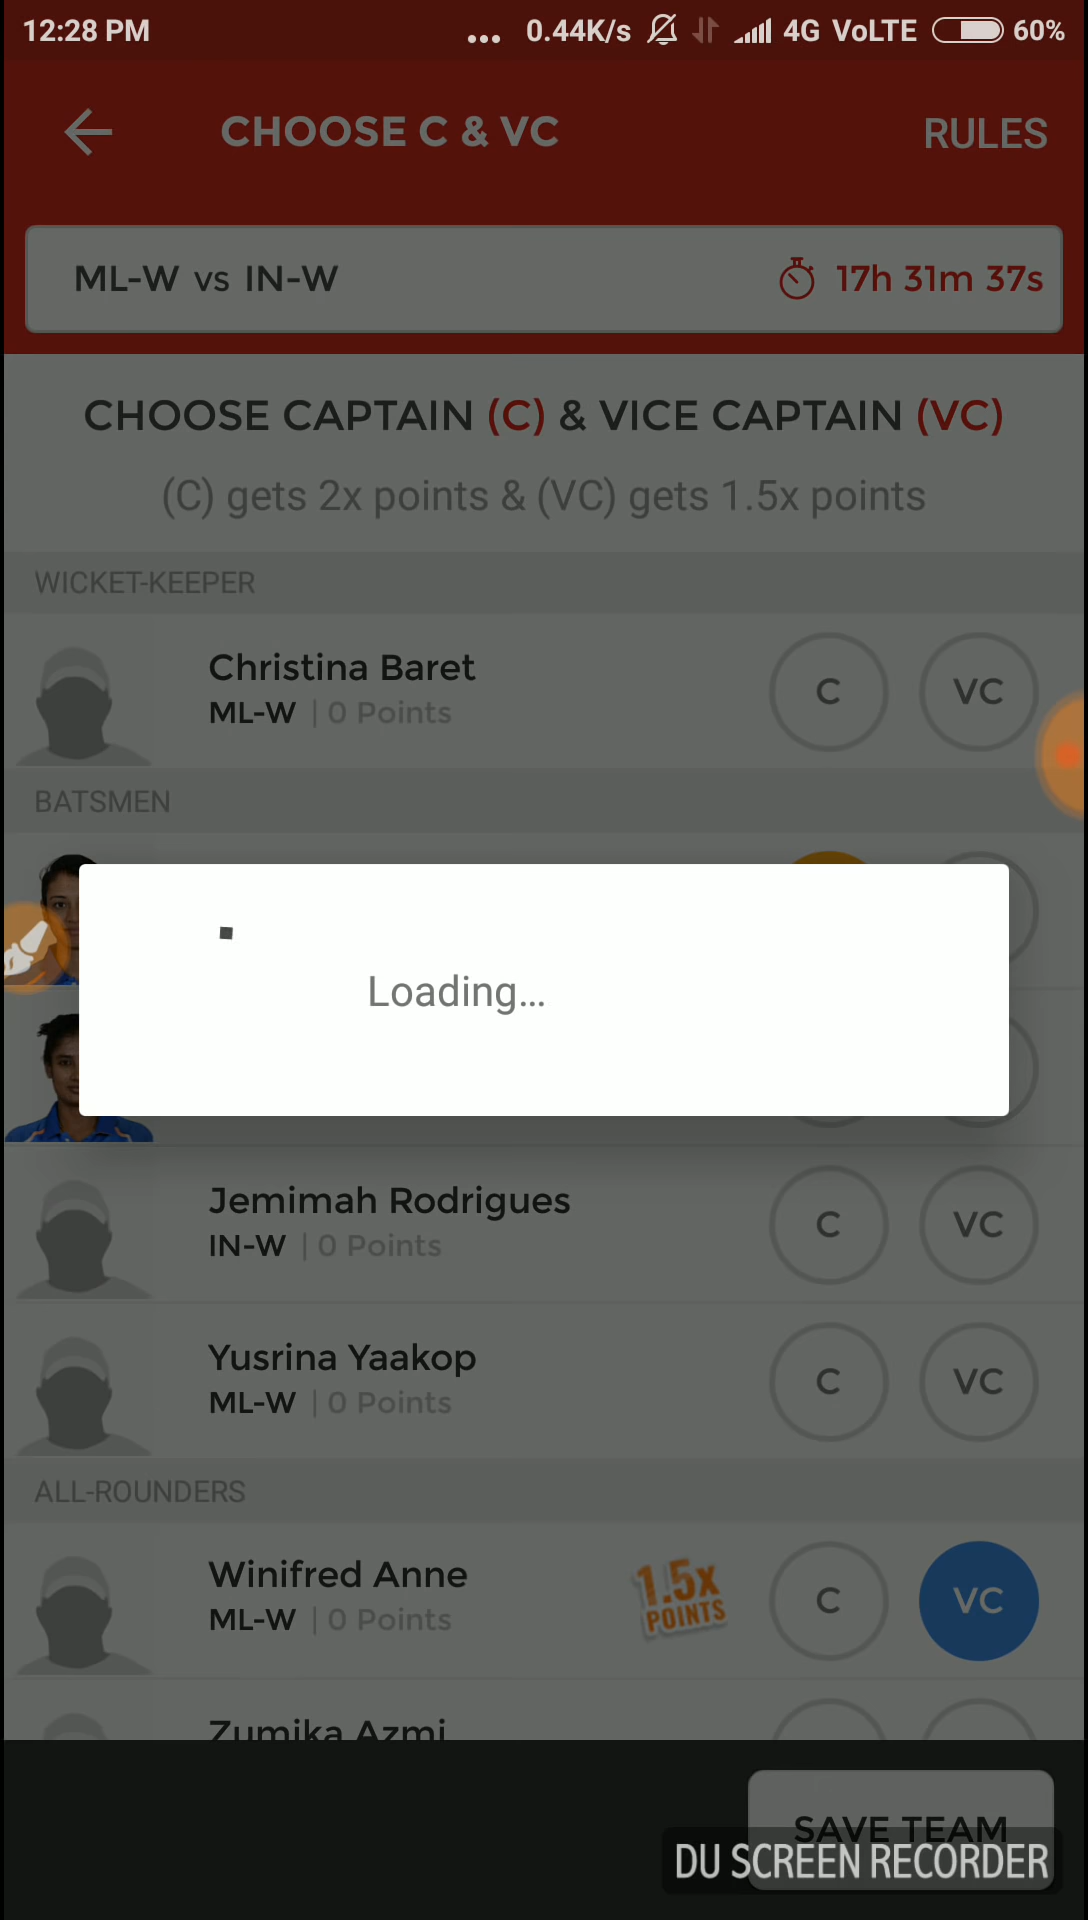 12:28 PM ... 0.44K/s 4G VoLTE 60%
CHOOSE C & VC RULES
ML-W vs IN-W 17h 31m 37s
CHOOSE CAPTAIN (C) & VICE CAPTAIN (VC)
(C) gets 2x points & (VC) gets 1.5x points
WICKET-KEEPER
Christina Baret
ML-W | 0 Points
C VC
BATSMEN
Loading...
Jemimah Rodrigues
IN-W | 0 Points
C VC
Yusrina Yaakop
ML-W | 0 Points
C VC
ALL-ROUNDERS
Winifred Anne
ML-W | 0 Points
1.5x
POINTS
C VC
Zumika Azmi
SAVE TEAM
DU SCREEN RECORDER